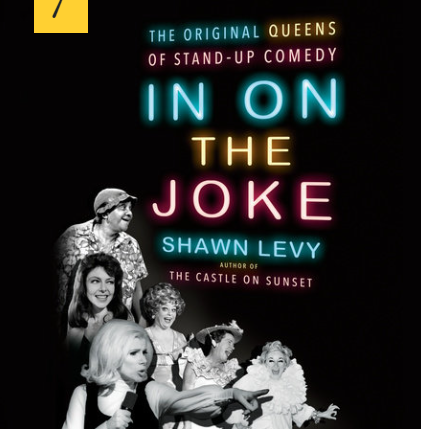 7
THE ORIGINAL QUEENS
OF STAND-UP COMEDY
IN ON
THE
JOKE
SHAWN LEVY
AUTHOR OF
THE CASTLE ON SUNSET